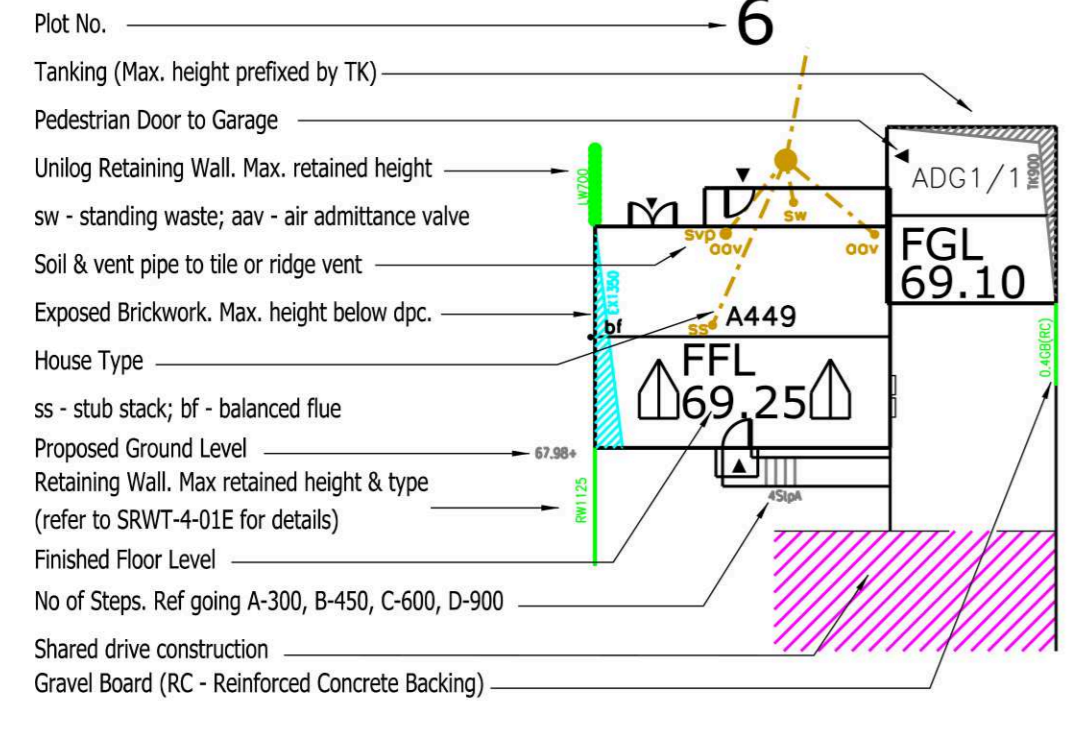 Plot No.
6
Tanking (Max. height prefixed by TK)
Pedestrian Door to Garage
Unilog Retaining Wall. Max. retained height
sw - standing waste; aav - air admittance valve
Soil & vent pipe to tile or ridge vent
Exposed Brickwork. Max. height below dpc.
House Type
ss - stub stack; bf - balanced flue
Proposed Ground Level
Retaining Wall. Max retained height & type
(refer to SRWT-4-01E for details)
Finished Floor Level
No of Steps. Ref going A-300, B-450, C-600, D-900
Shared drive construction
Gravel Board (RC - Reinforced Concrete Backing)
LW700
ADG1/1
TK900
sw
svp
aav
aav
FGL
69.10
EX1350
bf
ss
A449
0.4GB(RC)
FFL
69.25
67.98+
RW1125
4StpA